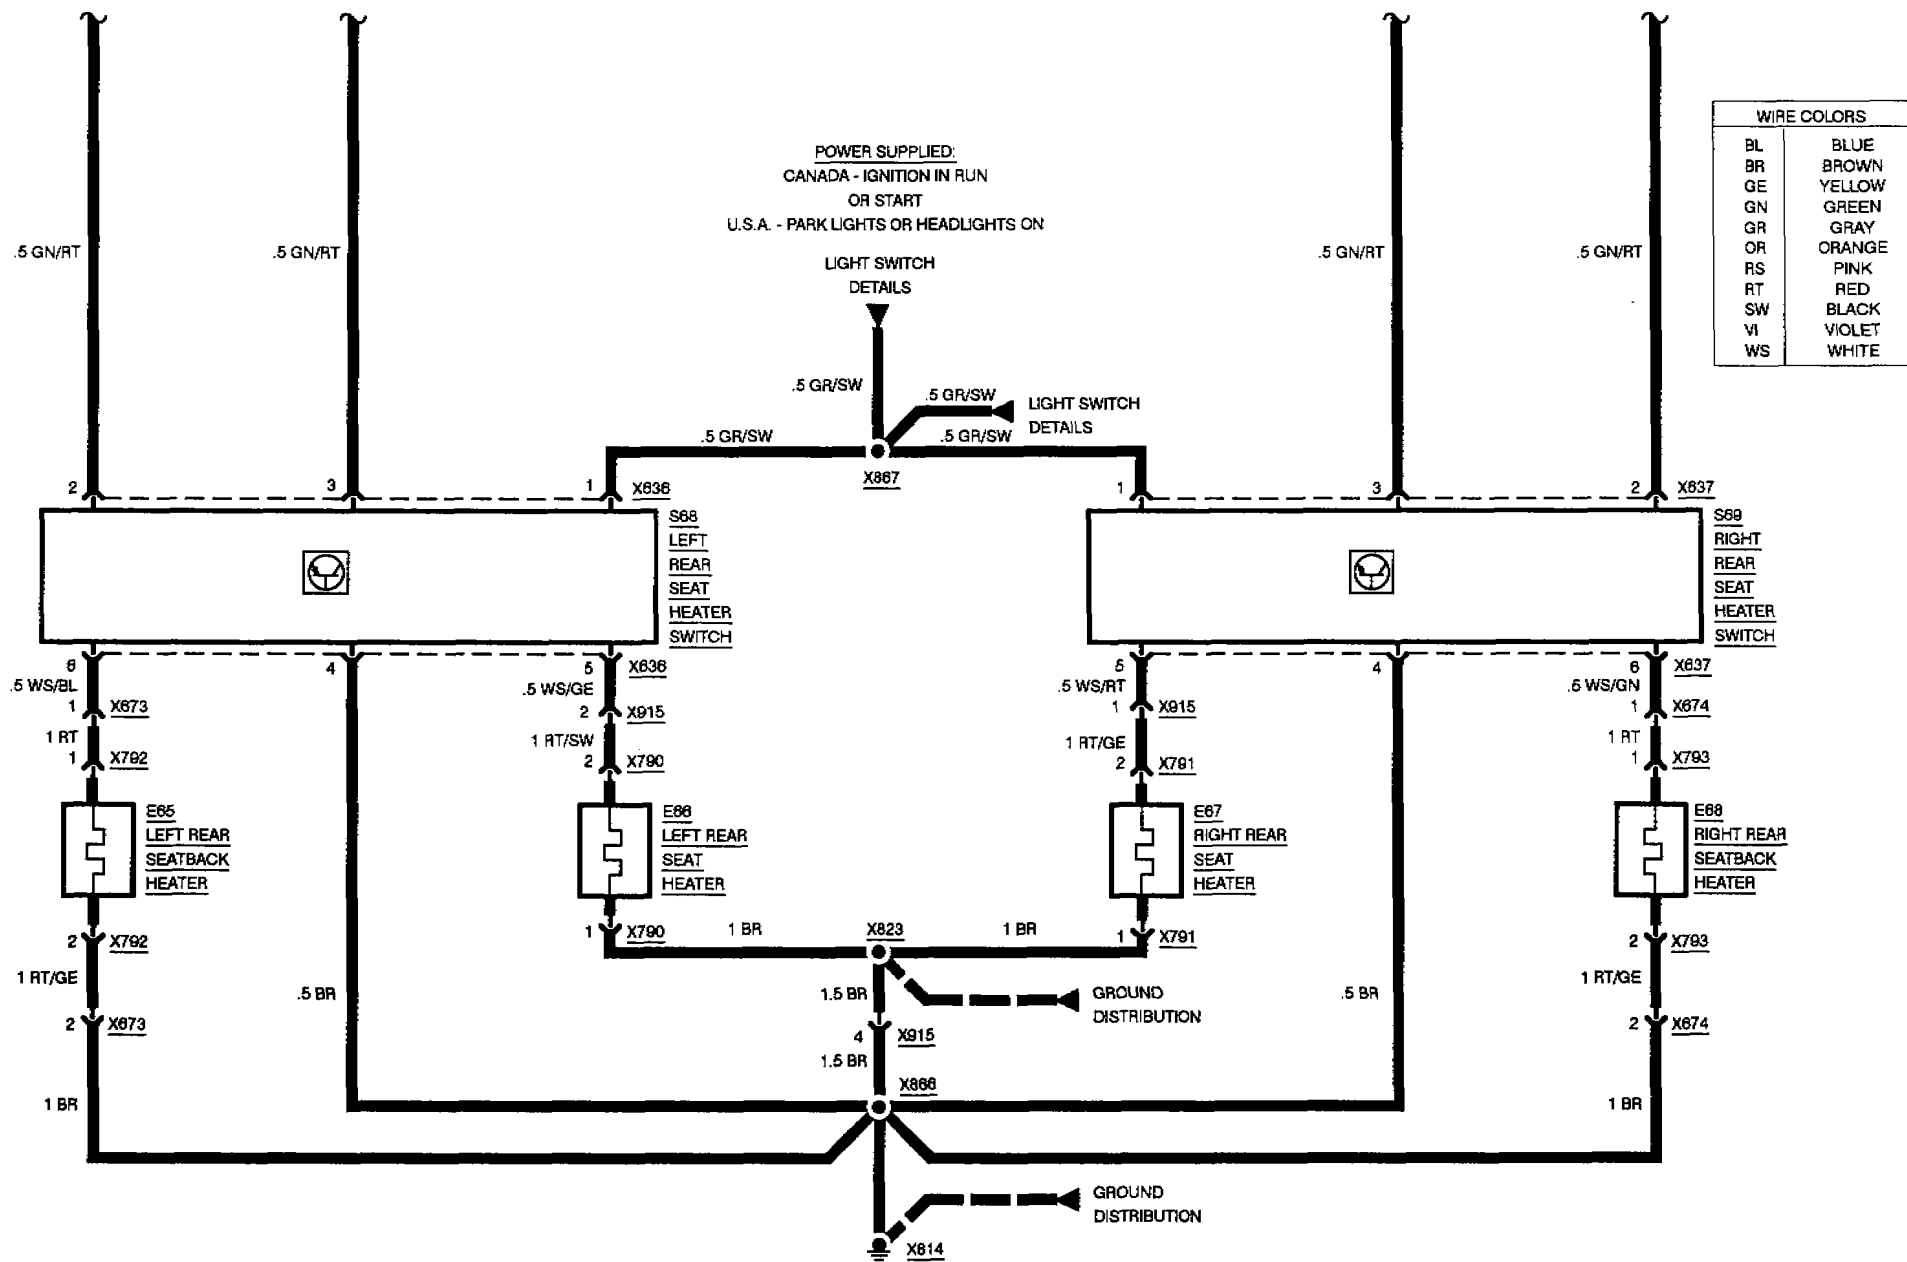 WIRE COLORS
BL BLUE
BR BROWN
GE YELLOW
GN GREEN
GR GRAY
OR ORANGE
RS PINK
RT RED
SW BLACK
VI VIOLET
WS WHITE
POWER SUPPLIED:
CANADA - IGNITION IN RUN
OR START
U.S.A. - PARK LIGHTS OR HEADLIGHTS ON
LIGHT SWITCH
DETAILS
.5 GN/RT
.5 GN/RT
.5 GN/RT
.5 GN/RT
.5 GR/SW
.5 GR/SW
LIGHT SWITCH
DETAILS
.5 GR/SW
.5 GR/SW
X867
2
3
1
X636
1
3
2
X637
S68
LEFT
REAR
SEAT
HEATER
SWITCH
S69
RIGHT
REAR
SEAT
HEATER
SWITCH
6
4
5
X636
5
4
6
X637
.5 WS/BL
.5 WS/GE
.5 WS/RT
.5 WS/GN
1
X673
2
X915
1
X915
1
X674
1 RT
1 RT/SW
1 RT/GE
1 RT
1
X792
2
X790
2
X791
1
X793
E65
LEFT REAR
SEATBACK
HEATER
E66
LEFT REAR
SEAT
HEATER
E67
RIGHT REAR
SEAT
HEATER
E68
RIGHT REAR
SEATBACK
HEATER
2
X792
1
X790
1 BR
X823
1 BR
1
X791
2
X793
1 RT/GE
.5 BR
1.5 BR
GROUND
DISTRIBUTION
.5 BR
1 RT/GE
2
X673
4
X915
2
X674
1.5 BR
X866
1 BR
1 BR
GROUND
DISTRIBUTION
X814